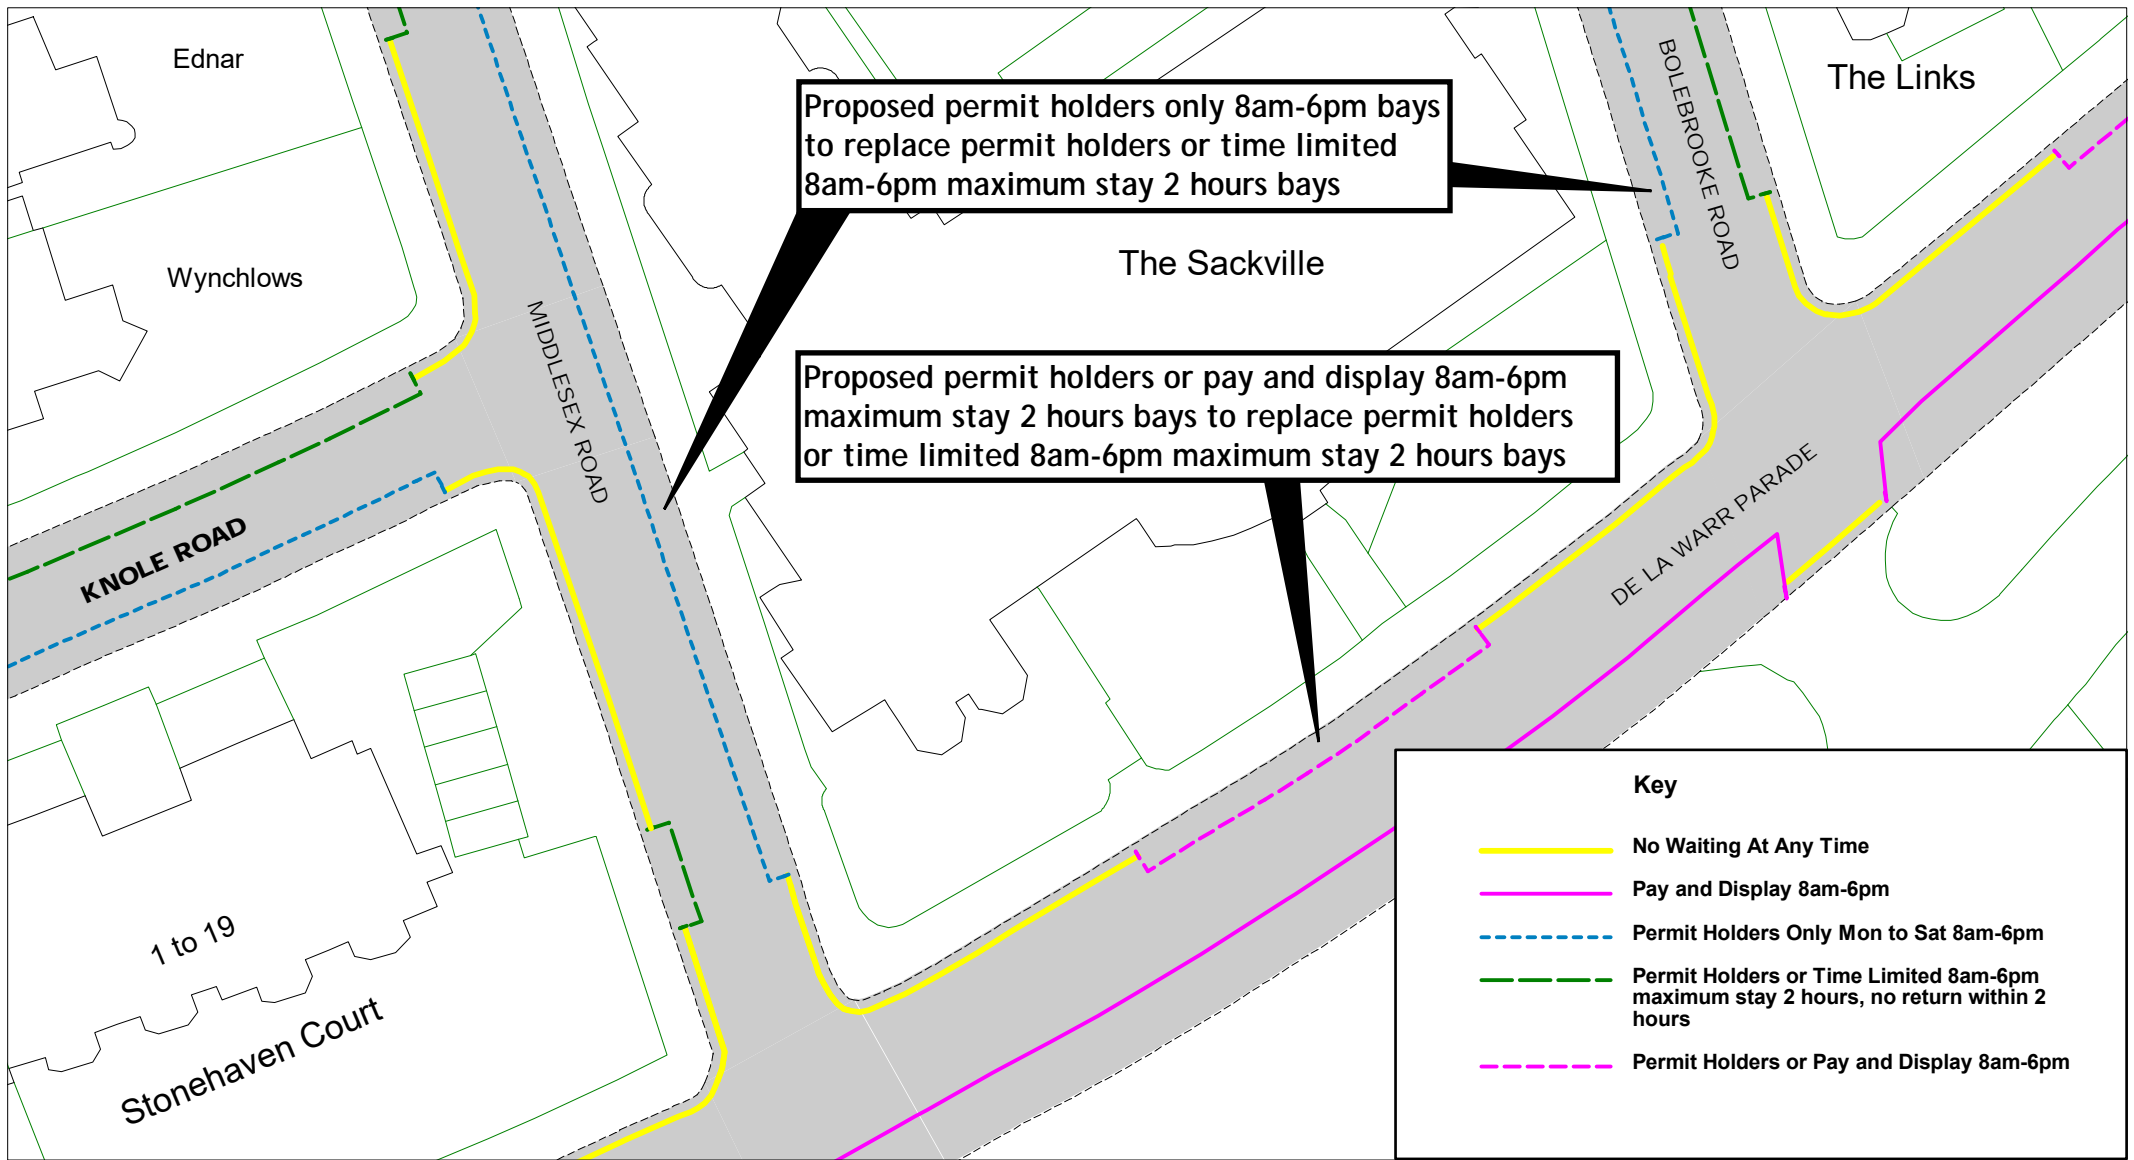 Ednar
BOLEBROOKE ROAD
The Links
Proposed permit holders only 8am-6pm bays
to replace permit holders or time limited
8am-6pm maximum stay 2 hours bays
The Sackville
Wynchlows
MIDDLESEX ROAD
Proposed permit holders or pay and display 8am-6pm
maximum stay 2 hours bays to replace permit holders
or time limited 8am-6pm maximum stay 2 hours bays
DE LA WARR PARADE
KNOLE ROAD
1 to 19
Stonehaven Court
Key
No Waiting At Any Time
Pay and Display 8am-6pm
Permit Holders Only Mon to Sat 8am-6pm
Permit Holders or Time Limited 8am-6pm
maximum stay 2 hours, no return within 2
hours
Permit Holders or Pay and Display 8am-6pm